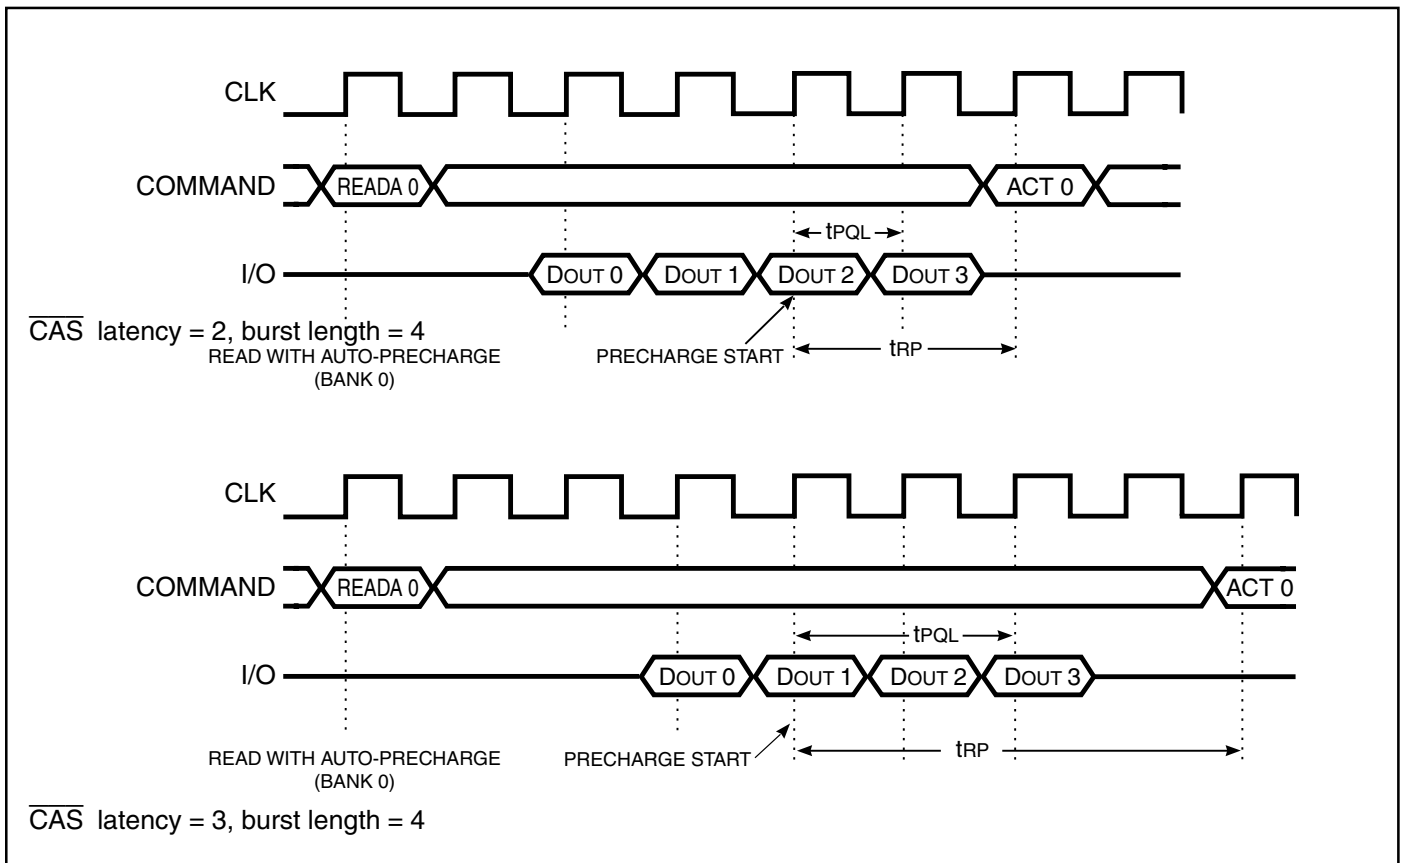 CLK
COMMAND READA 0 ACT 0
tPQL
I/O DOUT 0 DOUT 1 DOUT 2 DOUT 3
CAS latency = 2, burst length = 4
READ WITH AUTO-PRECHARGE PRECHARGE START tRP
(BANK 0)
CLK
COMMAND READA 0 ACT 0
tPQL
I/O DOUT 0 DOUT 1 DOUT 2 DOUT 3
READ WITH AUTO-PRECHARGE PRECHARGE START tRP
(BANK 0)
CAS latency = 3, burst length = 4